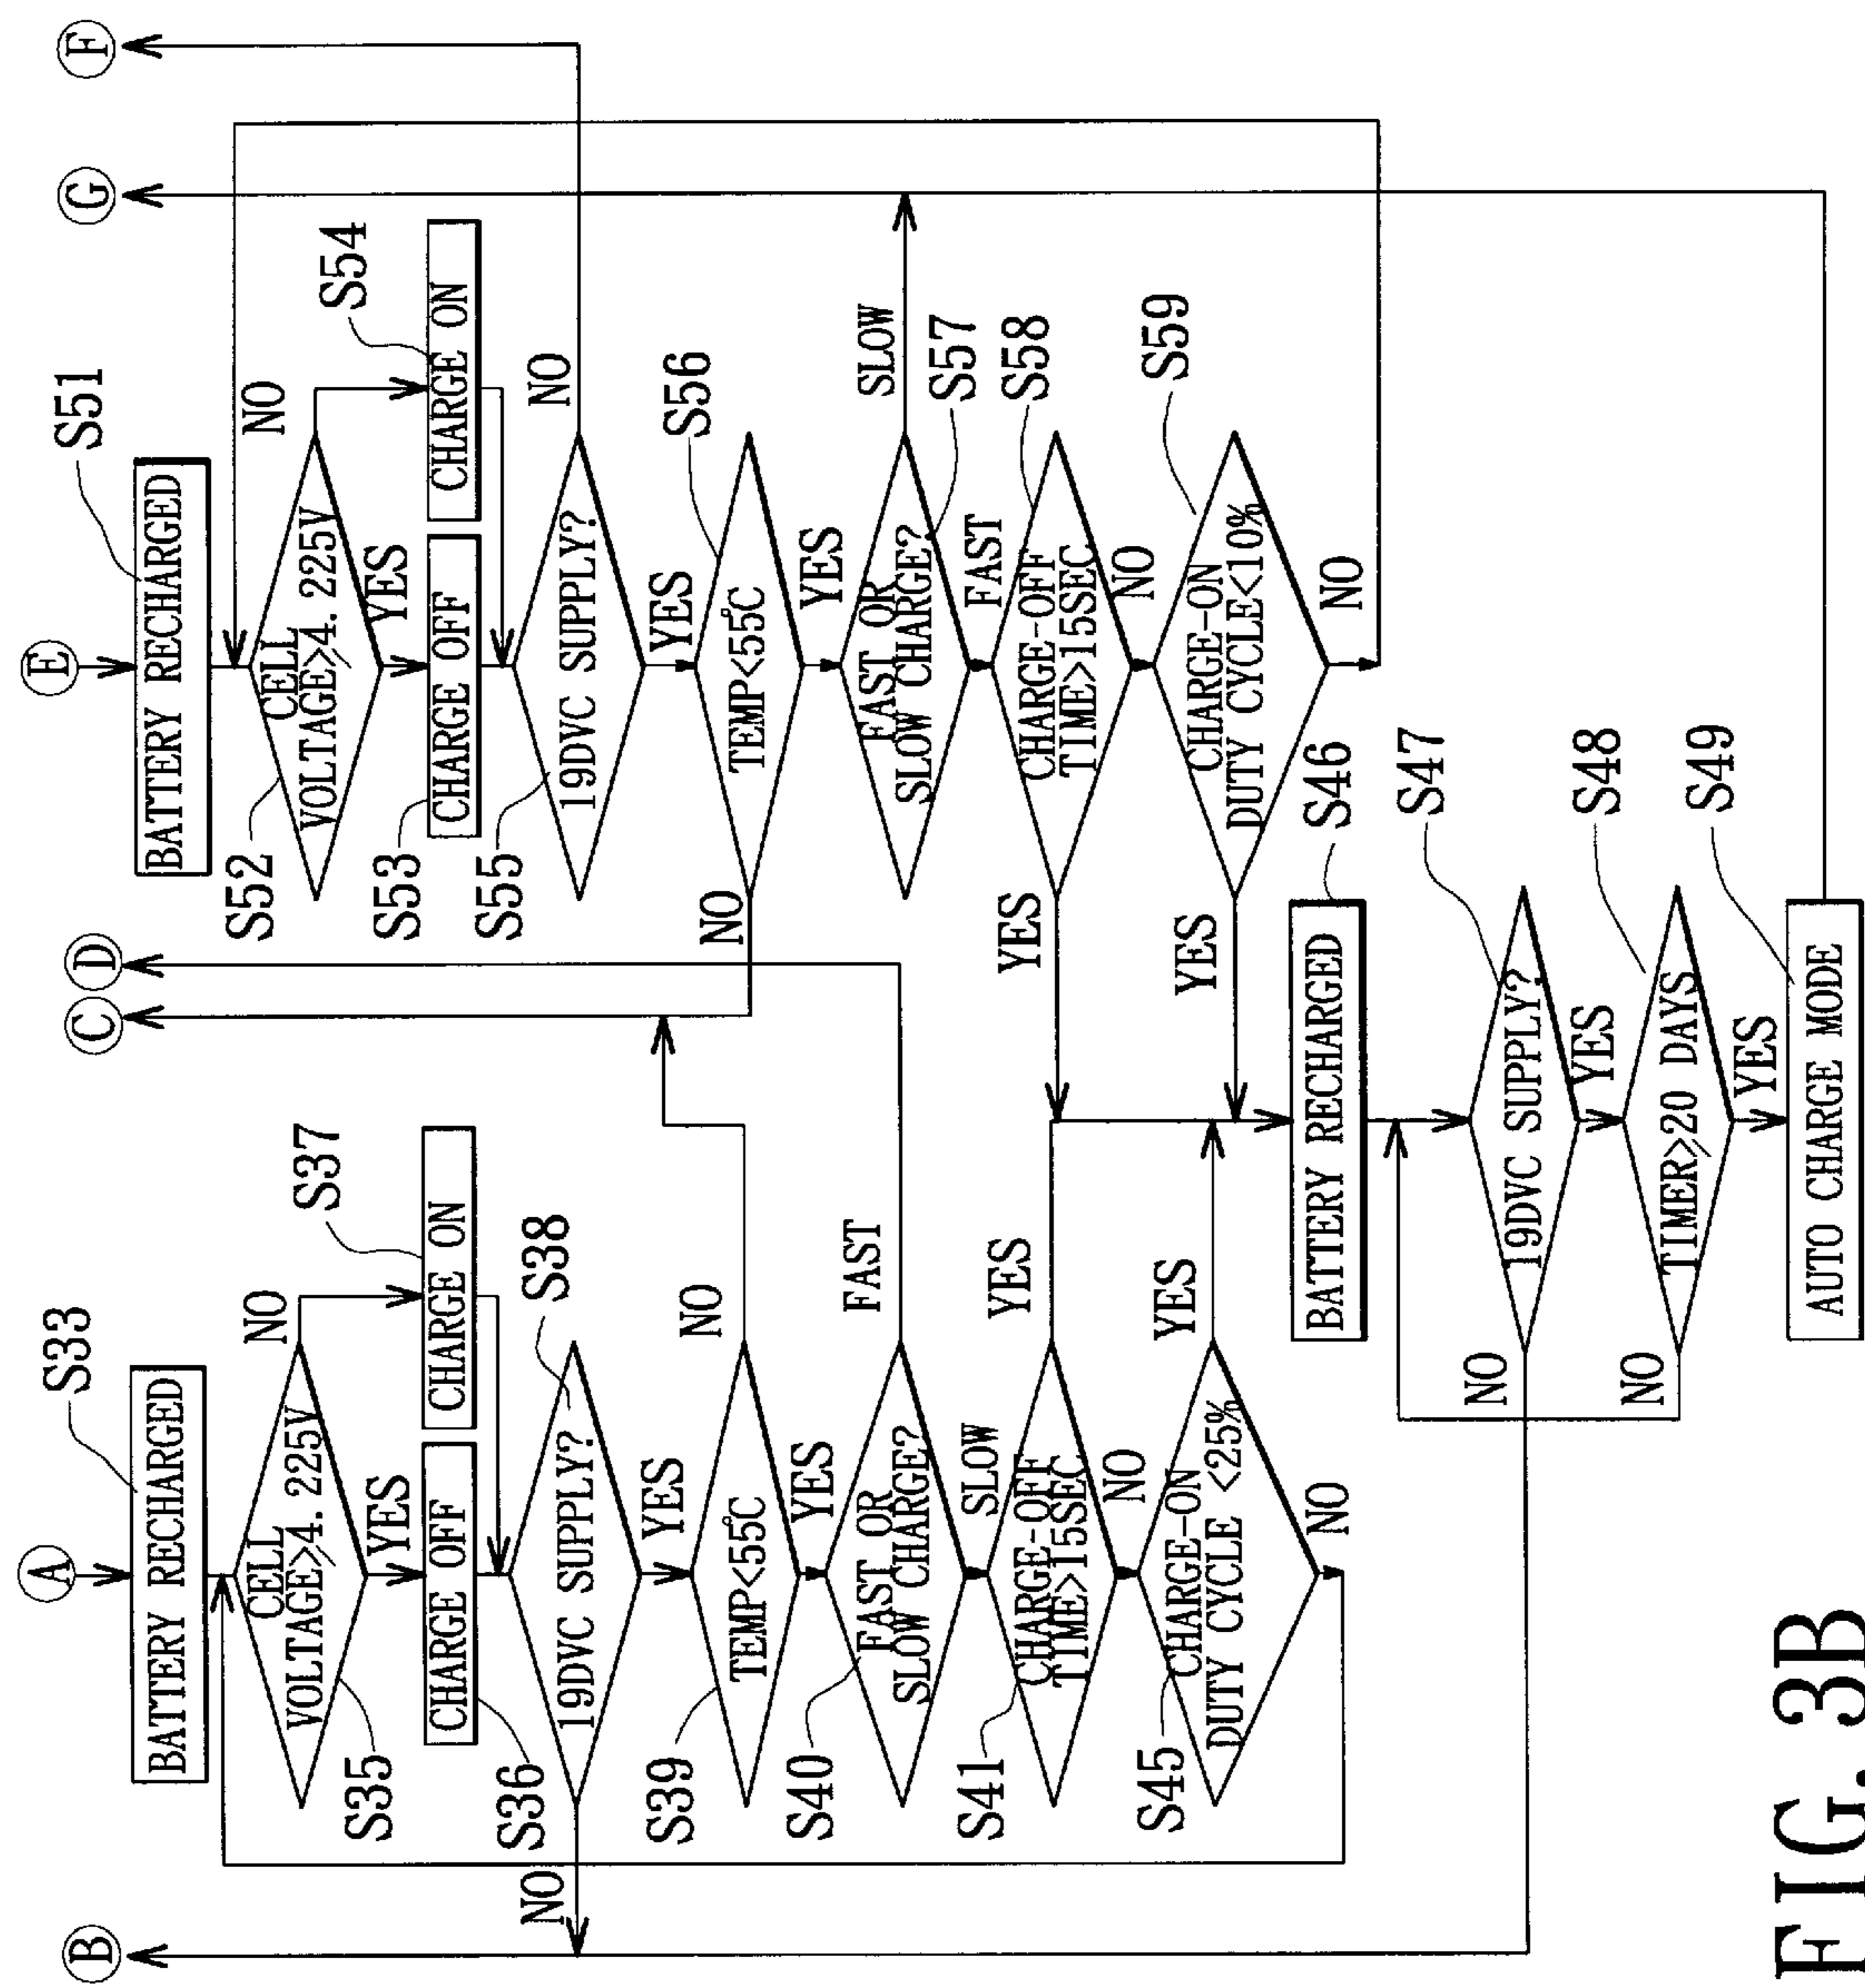 A
B
C
D
E
G
F
S33
BATTERY RECHARGED
CELL
VOLTAGE≥4.225V
S35
NO
YES
S37
CHARGE ON
CHARGE OFF
S36
19DVC SUPPLY?
S38
NO
YES
TEMP<55°C
S39
NO
YES
FAST OR
SLOW CHARGE?
S40
FAST
SLOW
CHARGE-OFF
TIME>15SEC
S41
YES
NO
CHARGE-ON
DUTY CYCLE <25%
S45
YES
NO
S51
BATTERY RECHARGED
CELL
VOLTAGE≥4.225V
S52
NO
YES
S54
CHARGE ON
CHARGE OFF
S53
19DVC SUPPLY?
S55
NO
YES
TEMP<55°C
S56
NO
YES
FAST OR
SLOW CHARGE?
S57
SLOW
FAST
CHARGE-OFF
TIME>15SEC
S58
YES
NO
CHARGE-ON
DUTY CYCLE<10%
S59
YES
NO
S46
BATTERY RECHARGED
19DVC SUPPLY?
S47
NO
YES
TIMER≥20 DAYS
S48
NO
YES
AUTO CHARGE MODE
S49
FIG. 3B